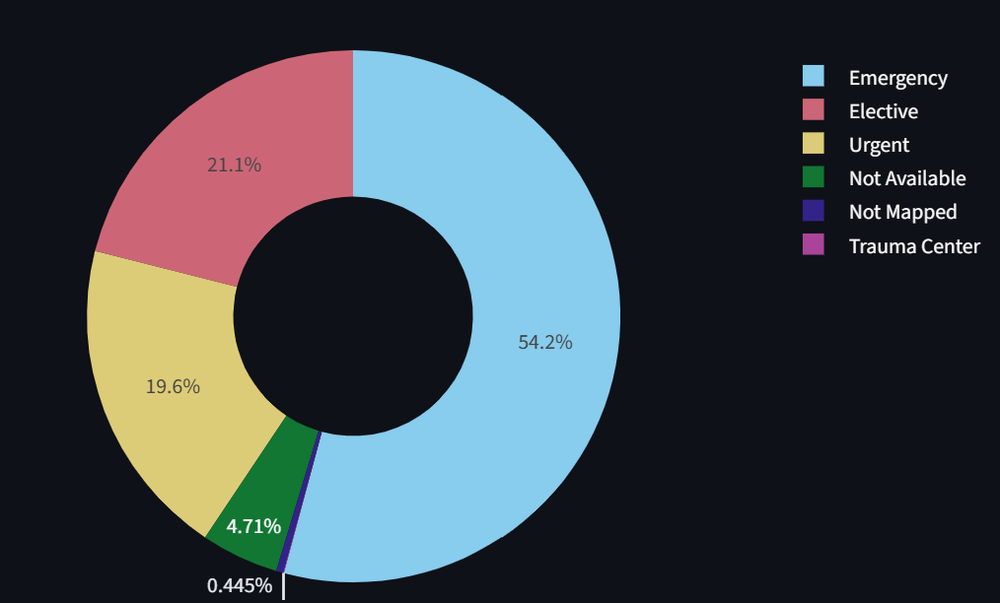 Emergency
Elective
Urgent
Not Available
Not Mapped
Trauma Center
21.1%
54.2%
19.6%
4.71%
0.445%